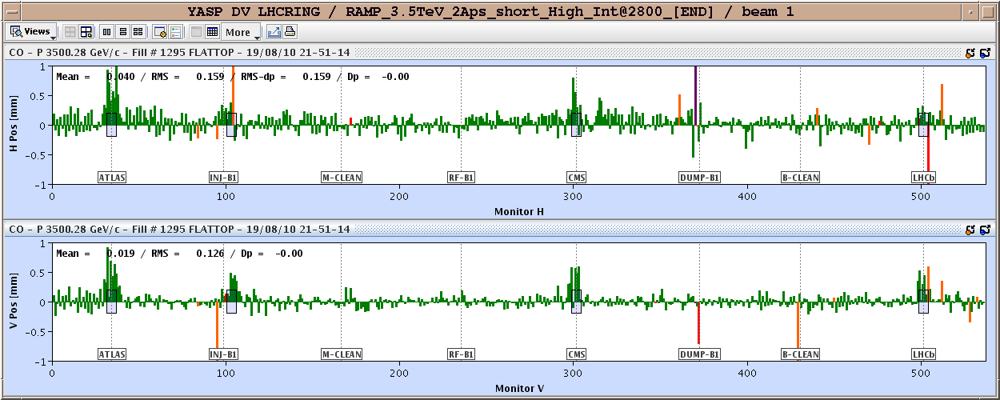 YASP DV LHCRING / RAMP_3.5TeV_2Aps_short_High_Int@2800_[END] / beam 1
Views More
CO - P 3500.28 GeV/c - Fill # 1295 FLATTOP - 19/08/10 21-51-14
Mean = 0.040 / RMS = 0.159 / RMS-dp = 0.159 / Dp = -0.00
H Pos [mm]
1
0.5
0
-0.5
-1
ATLAS INJ-B1 M-CLEAN RF-B1 CMS DUMP-B1 B-CLEAN LHCb
0 100 200 300 400 500
Monitor H
CO - P 3500.28 GeV/c - Fill # 1295 FLATTOP - 19/08/10 21-51-14
Mean = 0.019 / RMS = 0.126 / Dp = -0.00
V Pos [mm]
1
0.5
0
-0.5
-1
ATLAS INJ-B1 M-CLEAN RF-B1 CMS DUMP-B1 B-CLEAN LHCb
0 100 200 300 400 500
Monitor V